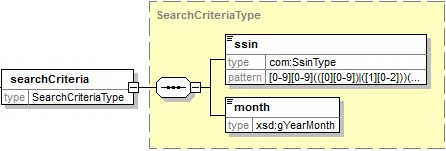 SearchCriteriaType
ssin
type com:SsinType
pattern [0-9][0-9](([0][0-9])|([1][0-2]))(...
searchCriteria
type SearchCriteriaType
month
type xsd:gYearMonth